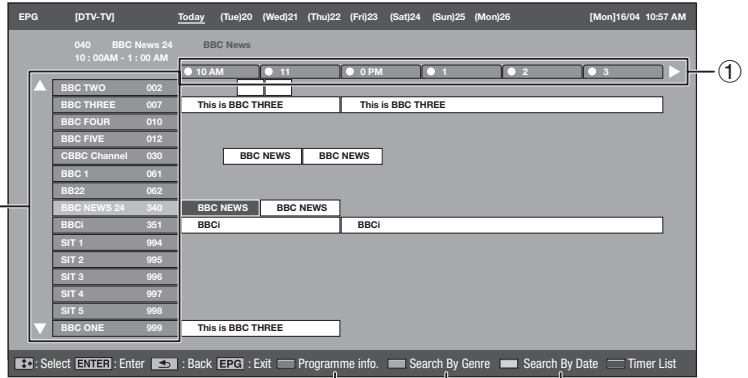 EPG [DTV-TV] Today (Tue)20 (Wed)21 (Thu)22 (Fri)23 (Sat)24 (Sun)25 (Mon)26 [Mon]16/04 10:57 AM
040 BBC News 24 BBC News
10 : 00AM - 1 : 00 AM
10 AM 11 0 PM 1 2 3 ①
BBC TWO 002
BBC THREE 007 This is BBC THREE This is BBC THREE
BBC FOUR 010
BBC FIVE 012
CBBC Channel 030 BBC NEWS BBC NEWS
BBC 1 061
BB22 062
BBC NEWS 24 340 BBC NEWS BBC NEWS
BBCi 351 BBCi BBCi
SIT 1 994
SIT 2 995
SIT 3 996
SIT 4 997
SIT 5 998
BBC ONE 999 This is BBC THREE
: Select ENTER : Enter : Back EPG : Exit Programme info. Search By Genre Search By Date Timer List